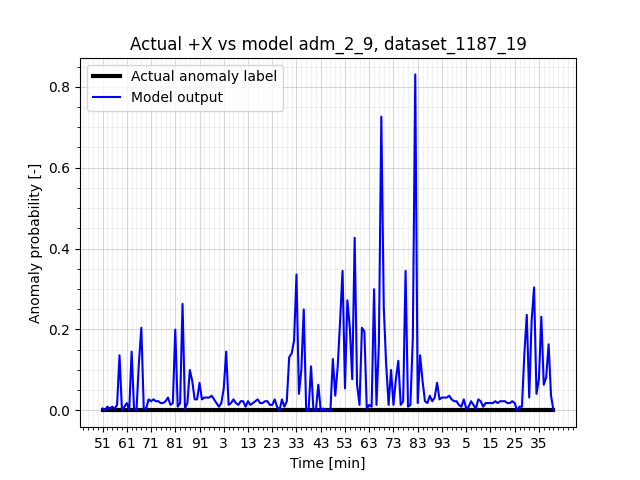 Actual +X vs model adm_2_9, dataset_1187_19
Actual anomaly label
Model output
Anomaly probability [-]
0.8
0.6
0.4
0.2
0.0
51 61 71 81 91 3 13 23 33 43 53 63 73 83 93 5 15 25 35
Time [min]